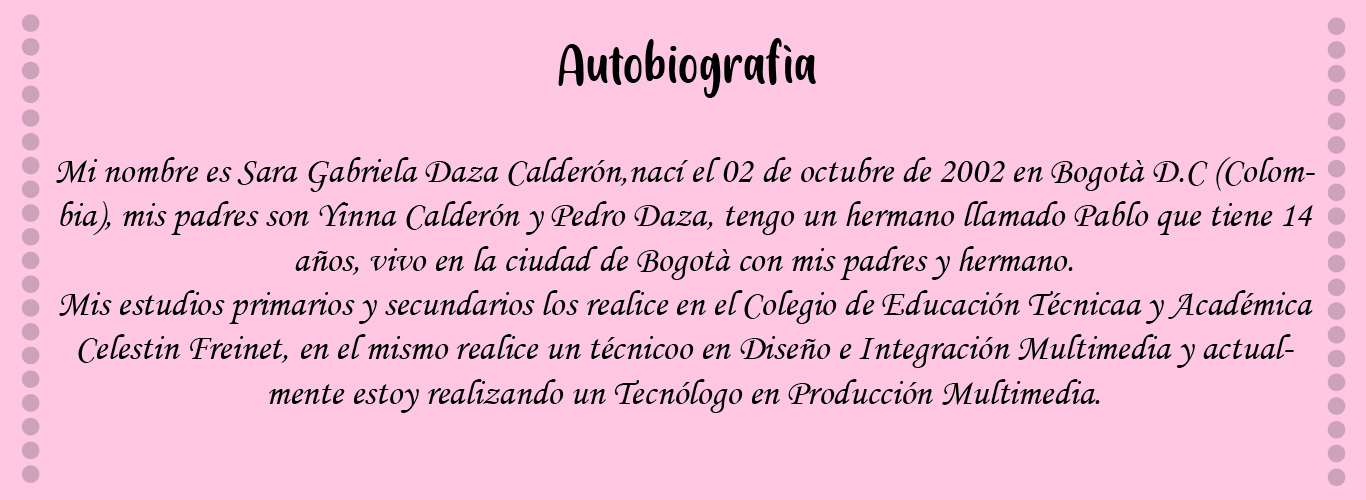 Autobiografìa
Mi nombre es Sara Gabriela Daza Calderón,nací el 02 de octubre de 2002 en Bogotà D.C (Colom-
bia), mis padres son Yinna Calderón y Pedro Daza, tengo un hermano llamado Pablo que tiene 14
años, vivo en la ciudad de Bogotà con mis padres y hermano.
Mis estudios primarios y secundarios los realice en el Colegio de Educación Técnicaa y Académica
Celestin Freinet, en el mismo realice un técnicoo en Diseño e Integración Multimedia y actual-
mente estoy realizando un Tecnólogo en Producción Multimedia.